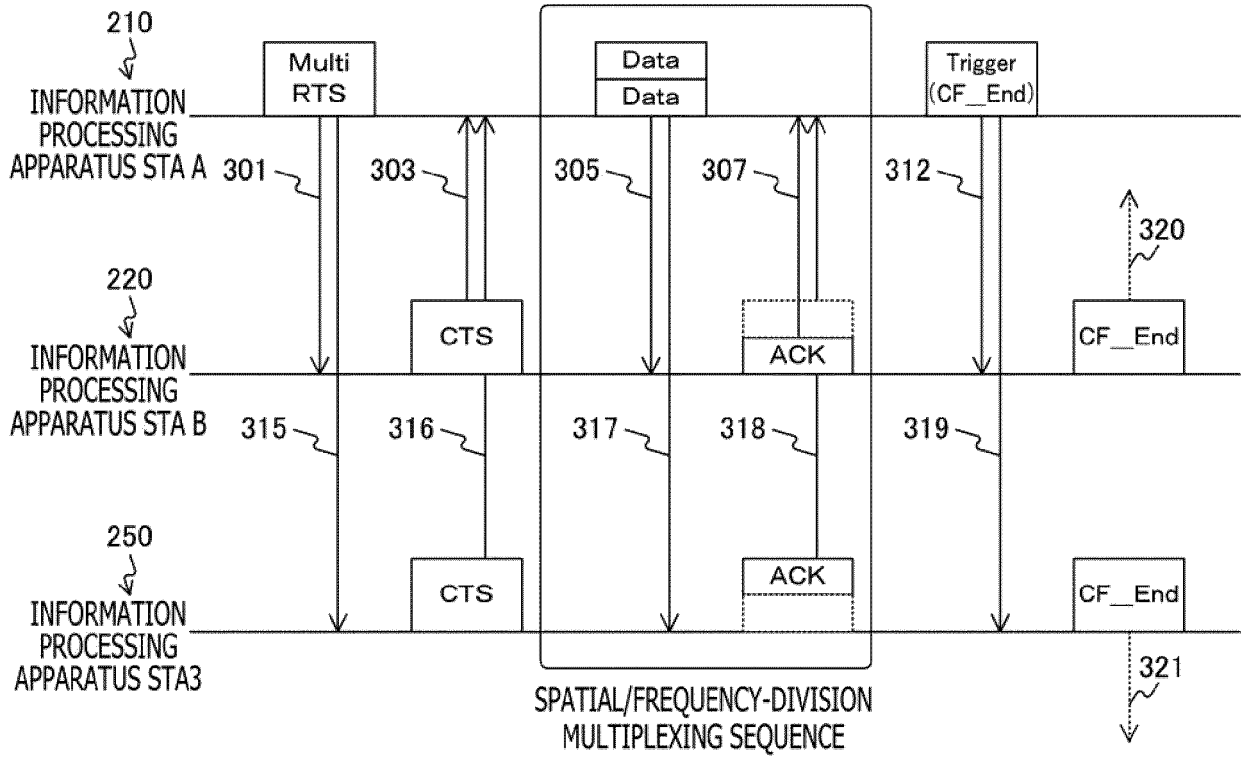 210
INFORMATION
PROCESSING
APPARATUS STA A
Multi
RTS
Data
Data
Trigger
(CF_End)
301
303
305
307
312
320
220
INFORMATION
PROCESSING
APPARATUS STA B
CTS
ACK
CF_End
315
316
317
318
319
250
INFORMATION
PROCESSING
APPARATUS STA3
CTS
ACK
CF_End
321
SPATIAL/FREQUENCY-DIVISION
MULTIPLEXING SEQUENCE